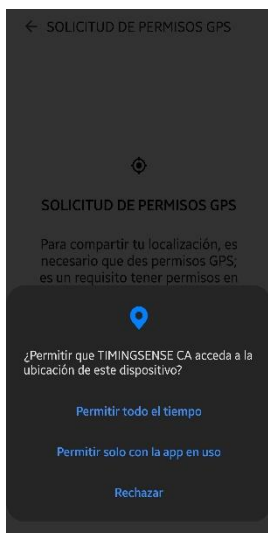 ← SOLICITUD DE PERMISOS GPS
SOLICITUD DE PERMISOS GPS
Para compartir tu localización, es
necesario que des permisos GPS;
es un requisito tener permisos en
¿Permitir que TIMINGSENSE CA acceda a la
ubicación de este dispositivo?
Permitir todo el tiempo
Permitir solo con la app en uso
Rechazar